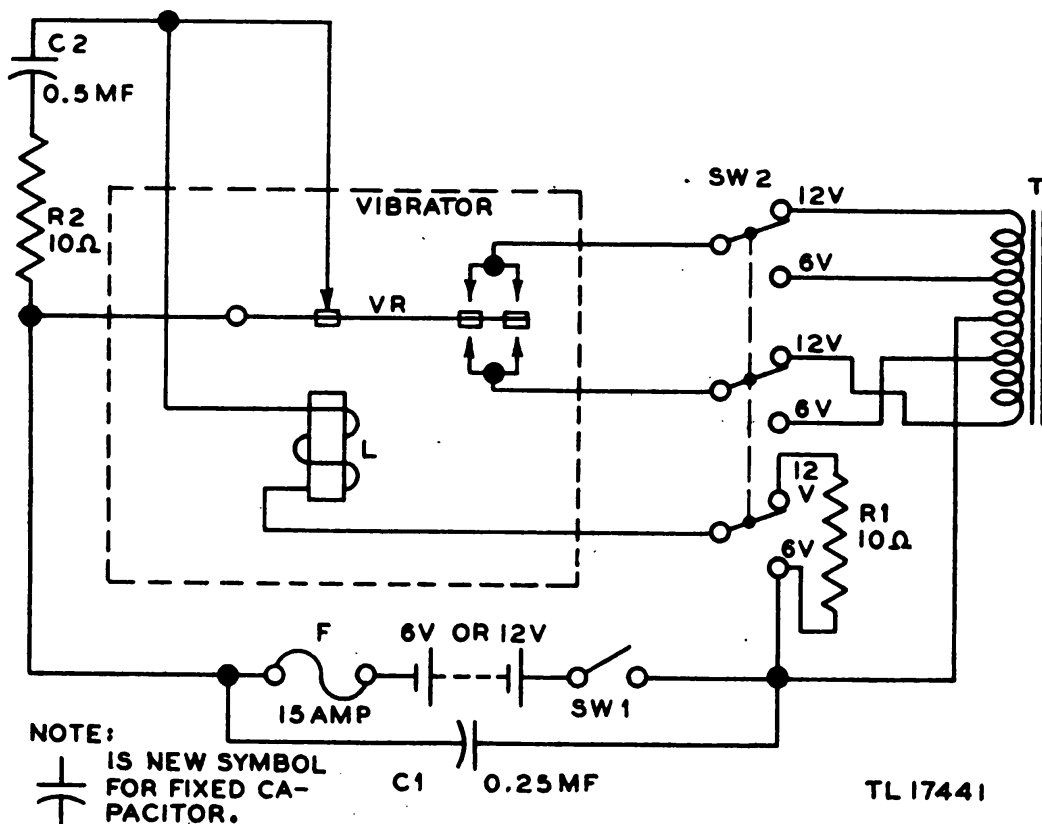 C2
0.5MF
R2
10Ω
VIBRATOR
VR
L
SW2
12V
6V
12V
6V
12
V
6V
T
R1
10Ω
F
6V OR 12V
15AMP
SW1
C1
0.25MF
NOTE:
IS NEW SYMBOL
FOR FIXED CA-
PACITOR.
TL 17441